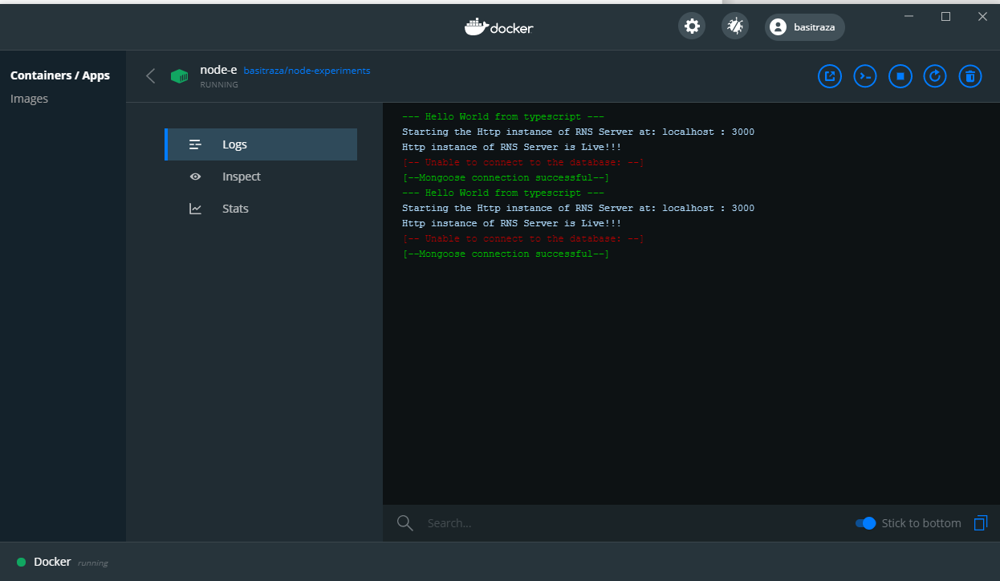 docker
basitraza
Containers / Apps
Images
node-e basitraza/node-experiments
RUNNING
Logs
Inspect
Stats
--- Hello World from typescript ---
Starting the Http instance of RNS Server at: localhost : 3000
Http instance of RNS Server is Live!!!
[-- Unable to connect to the database: --]
[--Mongoose connection successful--]
--- Hello World from typescript ---
Starting the Http instance of RNS Server at: localhost : 3000
Http instance of RNS Server is Live!!!
[-- Unable to connect to the database: --]
[--Mongoose connection successful--]
Search...
Stick to bottom
Docker running